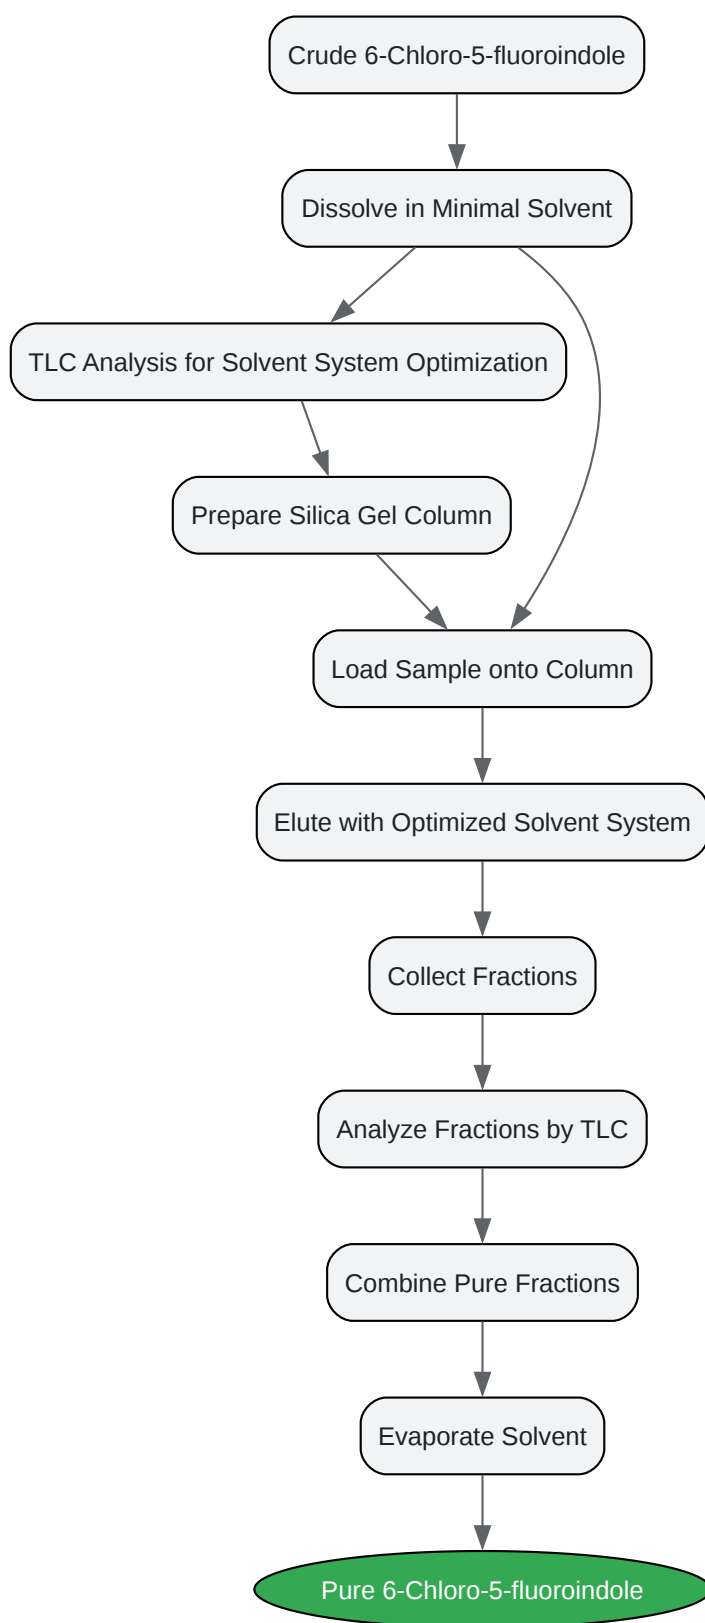 Crude 6-Chloro-5-fluoroindole
Dissolve in Minimal Solvent
TLC Analysis for Solvent System Optimization
Prepare Silica Gel Column
Load Sample onto Column
Elute with Optimized Solvent System
Collect Fractions
Analyze Fractions by TLC
Combine Pure Fractions
Evaporate Solvent
Pure 6-Chloro-5-fluoroindole